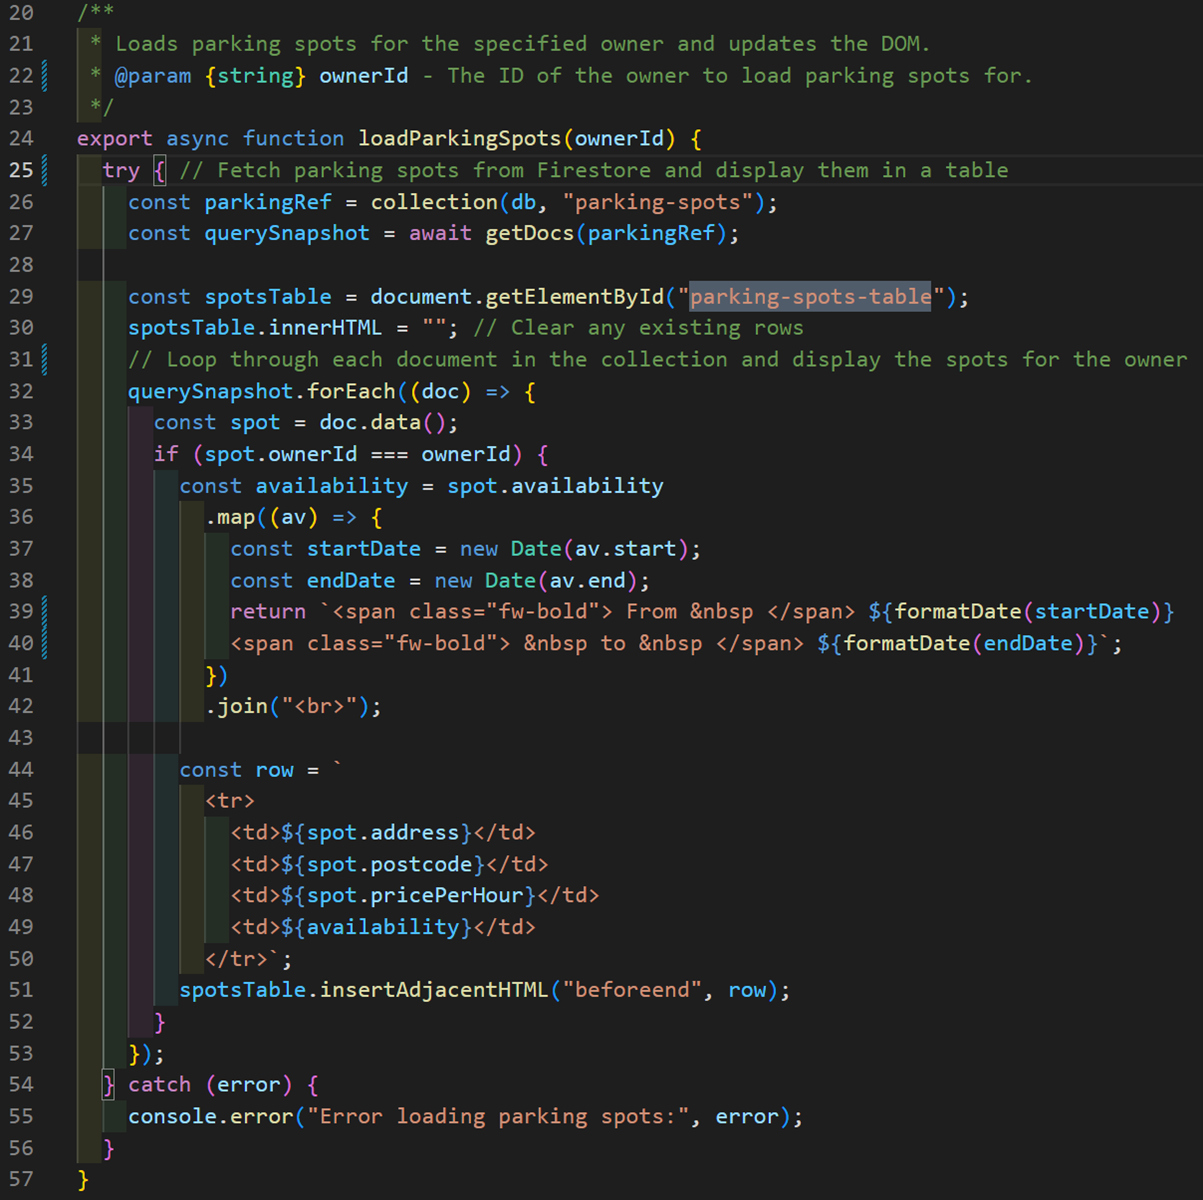 20 /**
21  * Loads parking spots for the specified owner and updates the DOM.
22  * @param {string} ownerId - The ID of the owner to load parking spots for.
23  */
24 export async function loadParkingSpots(ownerId) {
25   try { // Fetch parking spots from Firestore and display them in a table
26     const parkingRef = collection(db, "parking-spots");
27     const querySnapshot = await getDocs(parkingRef);
28
29     const spotsTable = document.getElementById("parking-spots-table");
30     spotsTable.innerHTML = ""; // Clear any existing rows
31     // Loop through each document in the collection and display the spots for the owner
32     querySnapshot.forEach((doc) => {
33       const spot = doc.data();
34       if (spot.ownerId === ownerId) {
35         const availability = spot.availability
36           .map((av) => {
37             const startDate = new Date(av.start);
38             const endDate = new Date(av.end);
39             return `<span class="fw-bold"> From &nbsp </span> ${formatDate(startDate)}
40             <span class="fw-bold"> &nbsp to &nbsp </span> ${formatDate(endDate)}`;
41           })
42           .join("<br>");
43
44         const row = `
45           <tr>
46             <td>${spot.address}</td>
47             <td>${spot.postcode}</td>
48             <td>${spot.pricePerHour}</td>
49             <td>${availability}</td>
50           </tr>`;
51         spotsTable.insertAdjacentHTML("beforeend", row);
52       }
53     });
54   } catch (error) {
55     console.error("Error loading parking spots:", error);
56   }
57 }